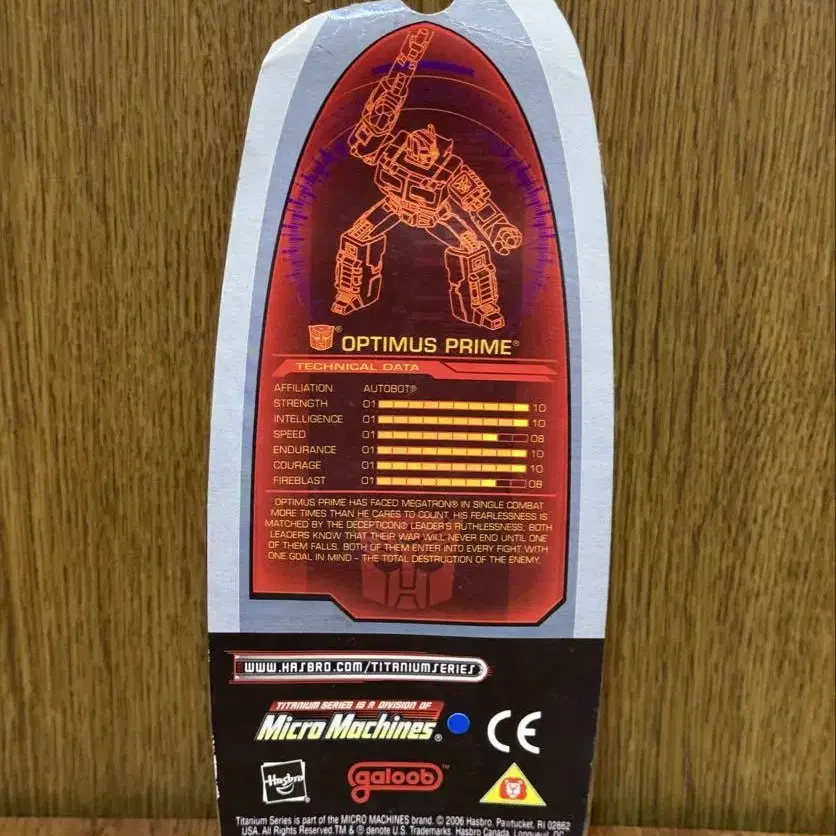 OPTIMUS PRIME®
TECHNICAL DATA
AFFILIATION AUTOBOT®
STRENGTH 01 10
INTELLIGENCE 01 10
SPEED 01 08
ENDURANCE 01 10
COURAGE 01 10
FIREBLAST 01 08
OPTIMUS PRIME HAS FACED MEGATRON® IN SINGLE COMBAT
MORE TIMES THAN HE CARES TO COUNT. HIS FEARLESSNESS IS
MATCHED BY THE DECEPTICON® LEADER'S RUTHLESSNESS. BOTH
LEADERS KNOW THAT THEIR WAR WILL NEVER END UNTIL ONE
OF THEM FALLS. BOTH OF THEM ENTER INTO EVERY FIGHT WITH
ONE GOAL IN MIND – THE TOTAL DESTRUCTION OF THE ENEMY.
WWW.HASBRO.COM/TITANIUMSERIES
TITANIUM SERIES IS A DIVISION OF
Micro Machines®
CE
Hasbro
galoob™
Titanium Series is part of the MICRO MACHINES brand. © 2006 Hasbro. Pawtucket, RI 02862
USA. All Rights Reserved. TM & ® denote U.S. Trademarks. Hasbro Canada, Longueuil, QC